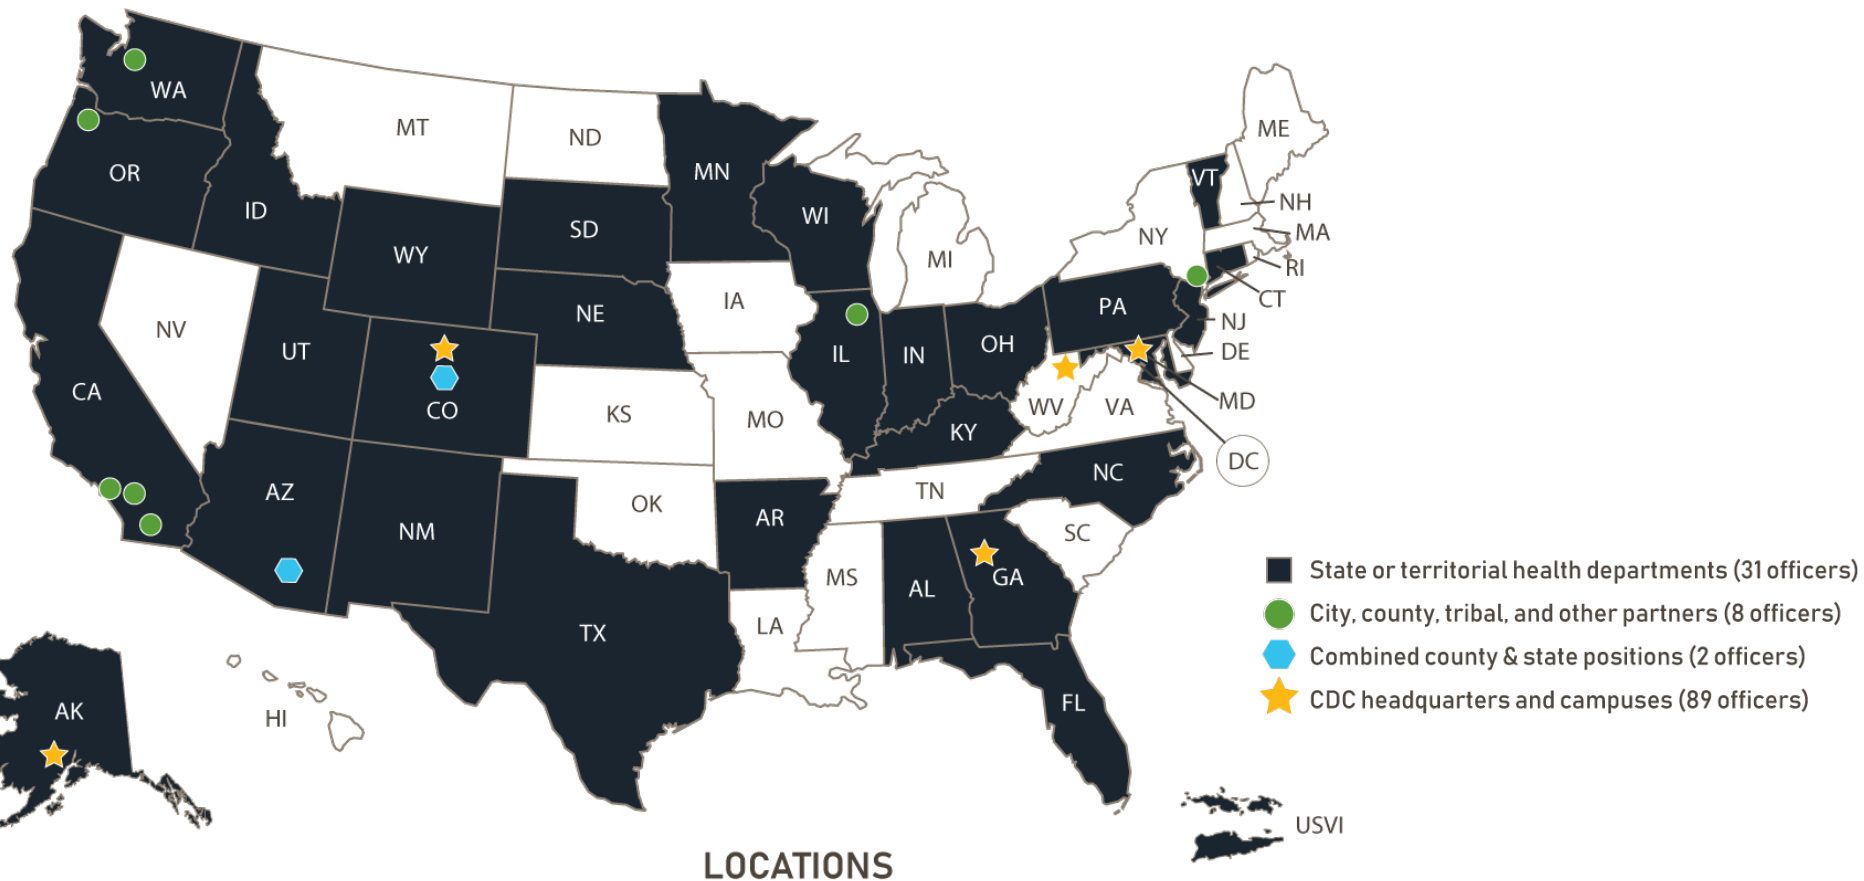 WA
MT
ND
MN
ME
OR
VT
ID
SD
WI
NH
MA
NY
WY
MI
RI
NE
IA
PA
CT
NV
NJ
UT
IL
IN
OH
DE
CA
CO
KS
MO
WV
VA
MD
KY
DC
AZ
NC
TN
OK
AR
NM
SC
MS
GA
AL
TX
LA
FL
AK
HI
USVI
State or territorial health departments (31 officers)
City, county, tribal, and other partners (8 officers)
Combined county & state positions (2 officers)
CDC headquarters and campuses (89 officers)
LOCATIONS